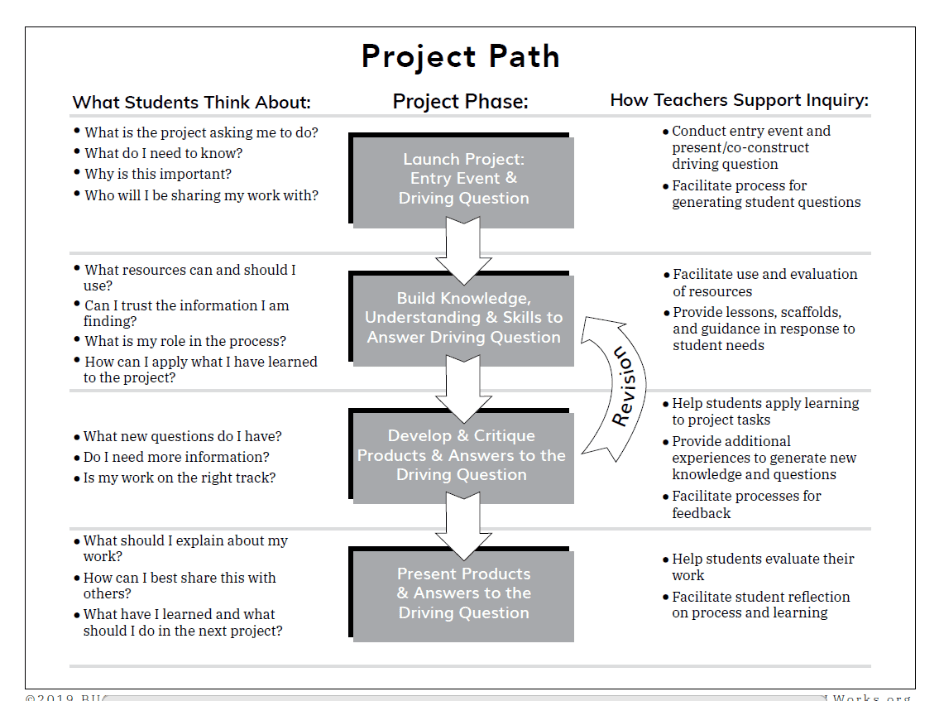 Project Path
What Students Think About:
Project Phase:
How Teachers Support Inquiry:
• What is the project asking me to do?
• What do I need to know?
• Why is this important?
• Who will I be sharing my work with?
Launch Project:
Entry Event &
Driving Question
• Conduct entry event and
present/co-construct
driving question
• Facilitate process for
generating student questions
• What resources can and should I
use?
• Can I trust the information I am
finding?
• What is my role in the process?
• How can I apply what I have learned
to the project?
Build Knowledge,
Understanding & Skills to
Answer Driving Question
• Facilitate use and evaluation
of resources
• Provide lessons, scaffolds,
and guidance in response to
student needs
Revision
• What new questions do I have?
• Do I need more information?
• Is my work on the right track?
Develop & Critique
Products & Answers to the
Driving Question
• Help students apply learning
to project tasks
• Provide additional
experiences to generate new
knowledge and questions
• Facilitate processes for
feedback
• What should I explain about my
work?
• How can I best share this with
others?
• What have I learned and what
should I do in the next project?
Present Products
& Answers to the
Driving Question
• Help students evaluate their
work
• Facilitate student reflection
on process and learning
©2019
Works.org